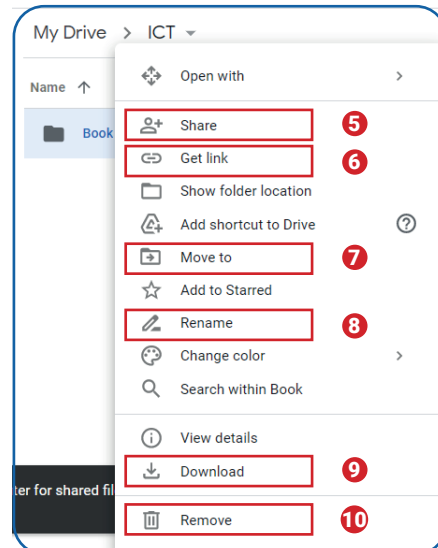 My Drive > ICT
Name ↑
Open with >
Book
Share 5
Get link 6
Show folder location
Add shortcut to Drive ?
Move to 7
Add to Starred
Rename 8
Change color >
Search within Book
View details
Download 9
ter for shared fil
Remove 10